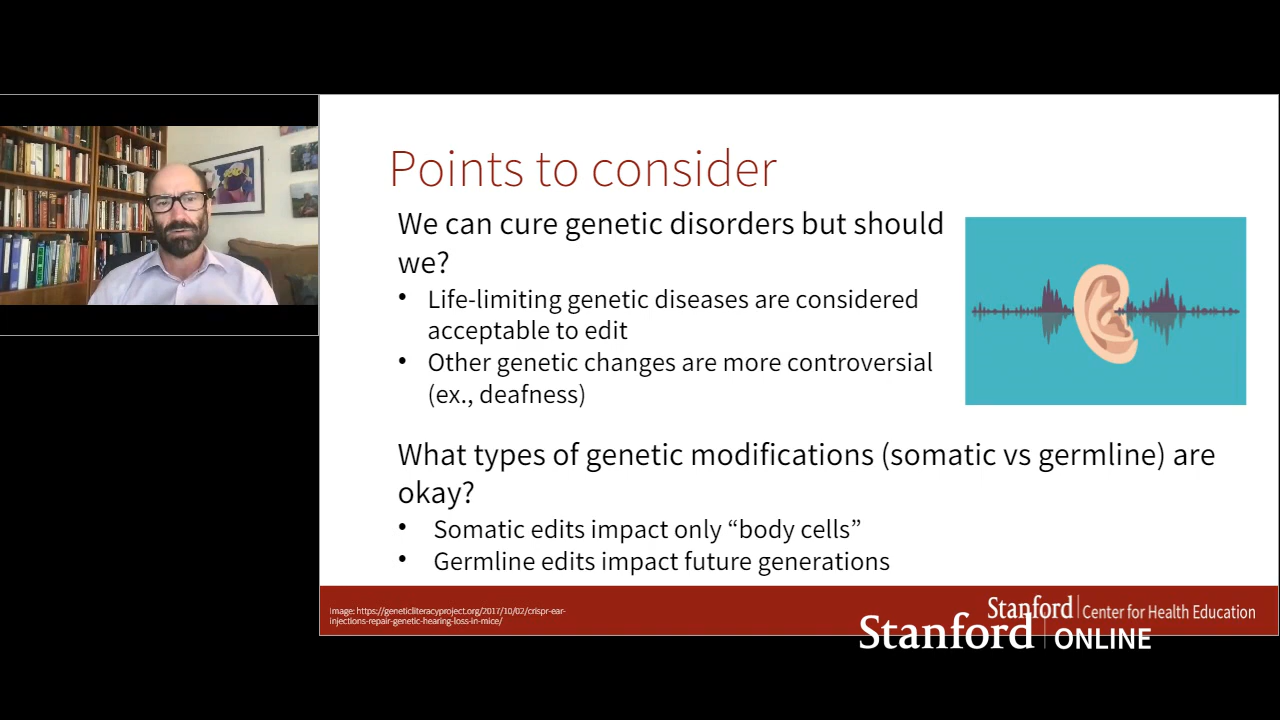 Points to consider
We can cure genetic disorders but should
we?
• Life-limiting genetic diseases are considered
acceptable to edit
• Other genetic changes are more controversial
(ex., deafness)
What types of genetic modifications (somatic vs germline) are
okay?
• Somatic edits impact only “body cells”
• Germline edits impact future generations
Image: https://geneticliteracyproject.org/2017/10/02/crispr-ear-
injections-repair-genetic-hearing-loss-in-mice/
Stanford | Center for Health Education
Stanford | ONLINE